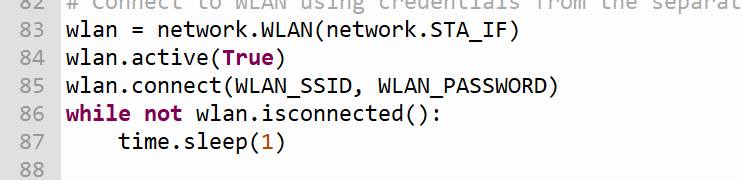 82 # Connect to WLAN using credentials from the separat
83 wlan = network.WLAN(network.STA_IF)
84 wlan.active(True)
85 wlan.connect(WLAN_SSID, WLAN_PASSWORD)
86 while not wlan.isconnected():
87     time.sleep(1)
88